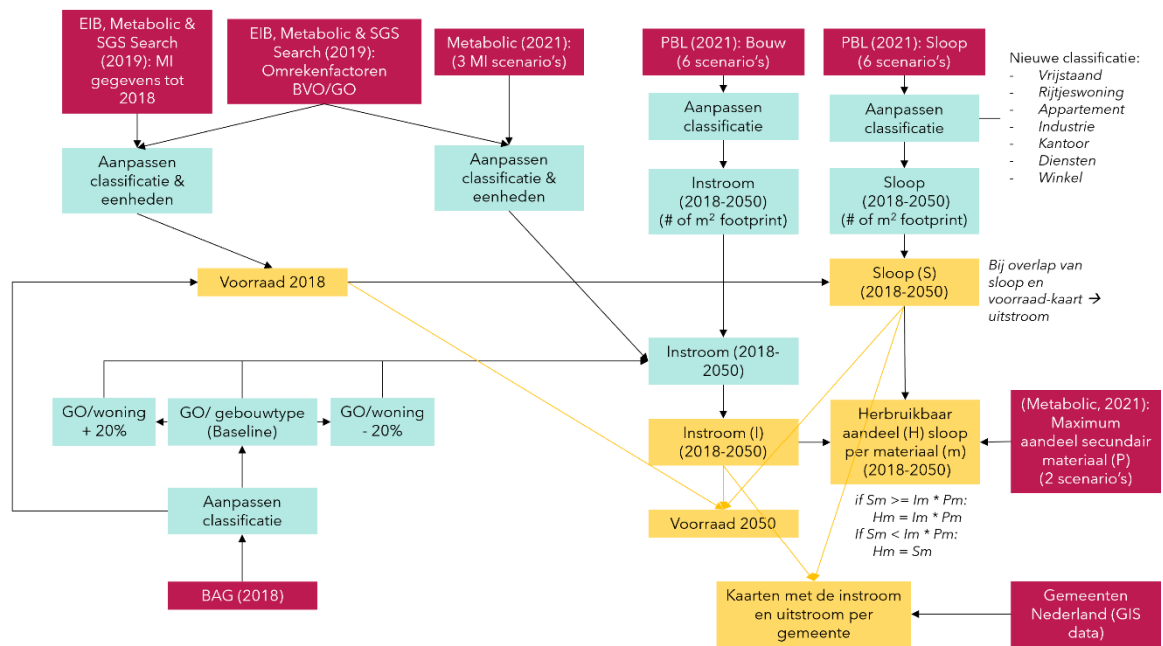 EIB, Metabolic &
SGS Search
(2019): MI
gegevens tot
2018
EIB, Metabolic & SGS
Search (2019):
Omrekenfactoren
BVO/GO
Metabolic (2021):
(3 MI scenario's)
PBL (2021): Bouw
(6 scenario's)
PBL (2021): Sloop
(6 scenario's)
Nieuwe classificatie:
- Vrijstaand
- Rijtjeswoning
- Appartement
- Industrie
- Kantoor
- Diensten
- Winkel
Aanpassen
classificatie &
eenheden
Aanpassen
classificatie &
eenheden
Aanpassen
classificatie
Aanpassen
classificatie
Instroom
(2018-2050)
(# of m² footprint)
Sloop
(2018-2050)
(# of m² footprint)
Voorraad 2018
Sloop (S)
(2018-2050)
Bij overlap van
sloop en
voorraad-kaart →
uitstroom
Instroom (2018-
2050)
GO/woning
+ 20%
GO/ gebouwtype
(Baseline)
GO/woning
- 20%
Instroom (I)
(2018-2050)
Herbruikbaar
aandeel (H) sloop
per materiaal (m)
(2018-2050)
(Metabolic, 2021):
Maximum
aandeel secundair
materiaal (P)
(2 scenario's)
Aanpassen
classificatie
Voorraad 2050
if Sm >= Im * Pm:
Hm = Im * Pm
If Sm < Im * Pm:
Hm = Sm
BAG (2018)
Kaarten met de instroom
en uitstroom per
gemeente
Gemeenten
Nederland (GIS
data)